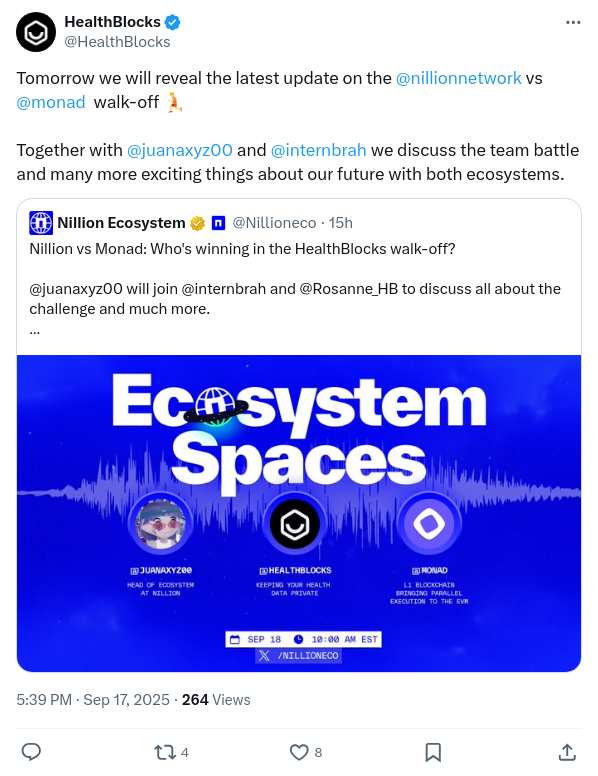 HealthBlocks
@HealthBlocks
Tomorrow we will reveal the latest update on the @nillionnetwork vs
@monad walk-off 🏃
Together with @juanaxyz00 and @internbrah we discuss the team battle
and many more exciting things about our future with both ecosystems.
Nillion Ecosystem @Nillioneco · 15h
Nillion vs Monad: Who's winning in the HealthBlocks walk-off?
@juanaxyz00 will join @internbrah and @Rosanne_HB to discuss all about the
challenge and much more.
...
Ecosystem
Spaces
JUANAXYZ00
HEAD OF ECOSYSTEM
AT NILLION
HEALTHBLOCKS
KEEPING YOUR HEALTH
DATA PRIVATE
MONAD
L1 BLOCKCHAIN
BRINGING PARALLEL
EXECUTION TO THE EVM
SEP 18 10:00 AM EST
X /NILLIONECO
5:39 PM · Sep 17, 2025 · 264 Views
4
8